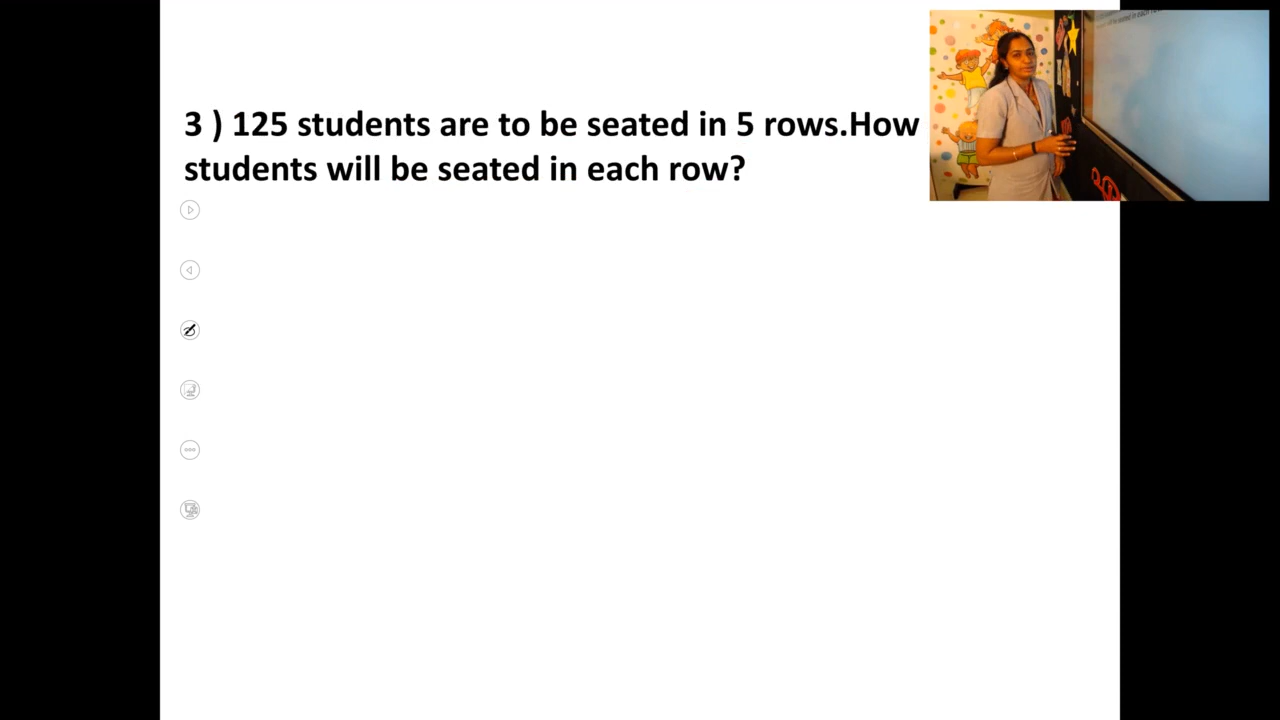 3 ) 125 students are to be seated in 5 rows.How
students will be seated in each row?